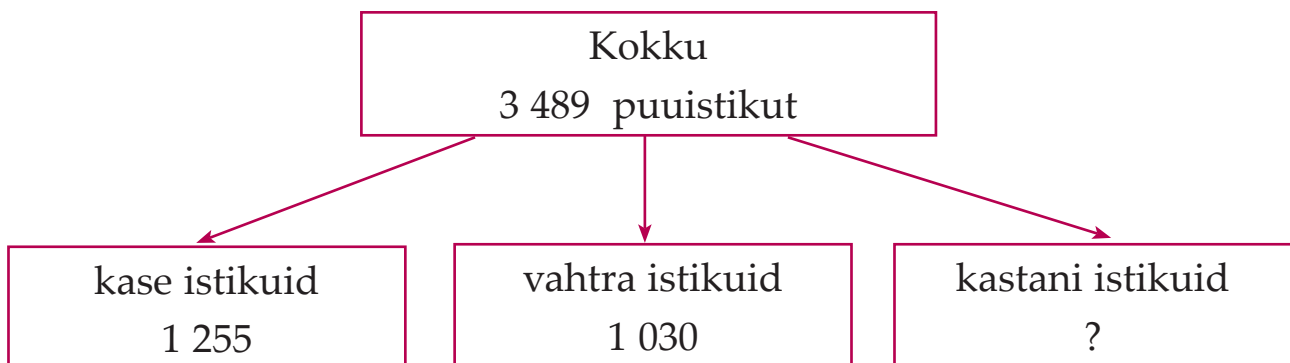 Kokku
3 489 puuistikut
kase istikuid
1 255
vahtra istikuid
1 030
kastani istikuid
?